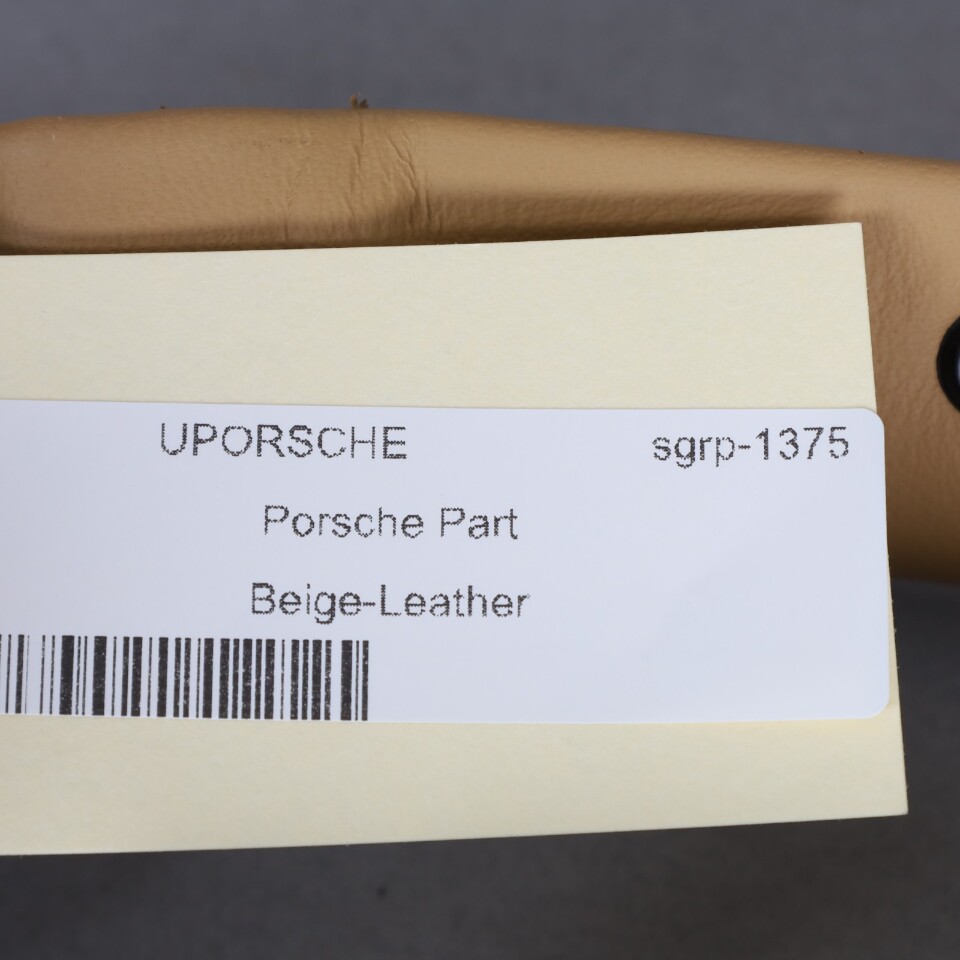 UPORSCHE sgrp-1375
Porsche Part
Beige-Leather